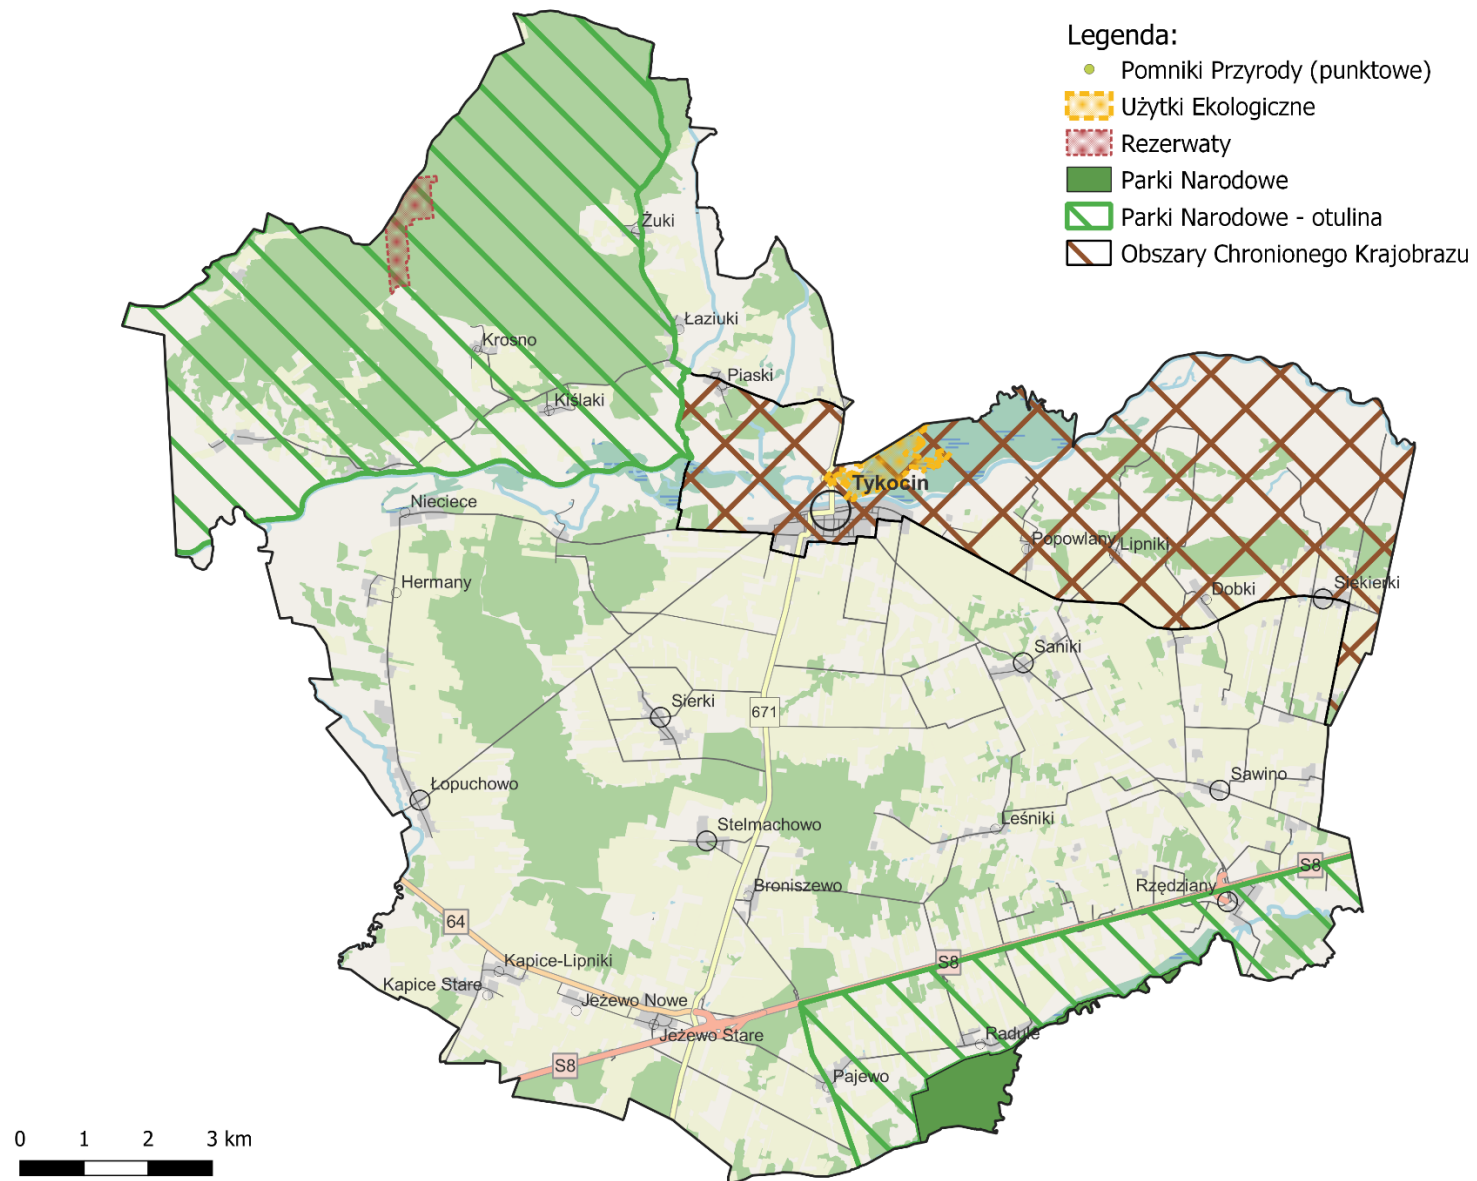 Legenda:
Pomniki Przyrody (punktowe)
Użytki Ekologiczne
Rezerwaty
Parki Narodowe
Parki Narodowe - otulina
Obszary Chronionego Krajobrazu
Żuki
Łaziuki
Krosno
Piaski
Kiślaki
Tykocin
Nieciece
Popowlany
Lipniki
Hermany
Dobki
Siekierki
Saniki
Sierki
671
Sawino
Łopuchowo
Stelmachowo
Leśniki
S8
Broniszewo
Rzędziany
64
Kapice-Lipniki
S8
Kapice Stare
Jeżewo Nowe
Jeżewo Stare
Radule
S8
Pajewo
0 1 2 3 km